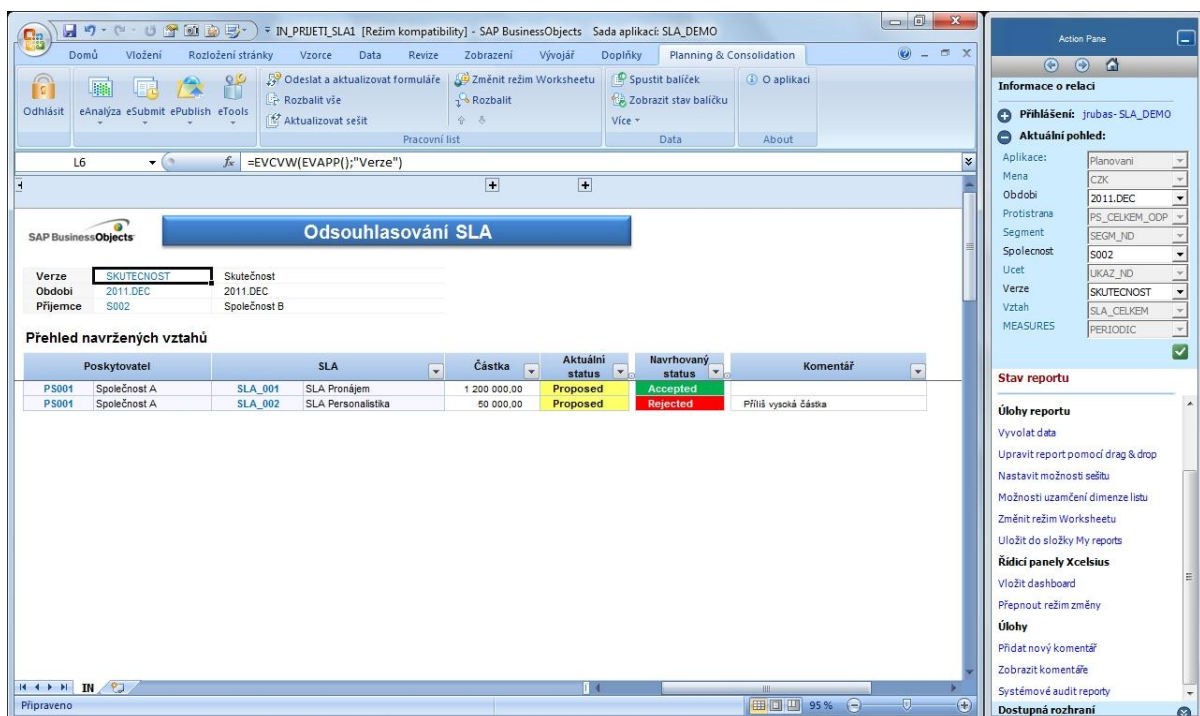 IN_PRIJETI_SLA1 [Režim kompatibility] - SAP BusinessObjects Sada aplikací: SLA_DEMO
Domů Vložení Rozložení stránky Vzorce Data Revize Zobrazení Vývojář Doplňky Planning & Consolidation
Odhlásit
eAnalýza eSubmit ePublish eTools
Odeslat a aktualizovat formuláře
Rozbalit vše
Aktualizovat sešit
Změnit režim Worksheetu
Rozbalit
Pracovní list
Spustit balíček
Zobrazit stav balíčku
Více
Data
O aplikaci
About
L6 fx =EVCVW(EVAPP();"Verze")
SAP BusinessObjects
Odsouhlasování SLA
Verze SKUTECNOST Skutečnost
Obdobi 2011.DEC 2011.DEC
Příjemce S002 Společnost B
Přehled navržených vztahů
Poskytovatel SLA Částka Aktuální status Navrhovaný status Komentář
PS001 Společnost A SLA_001 SLA Pronájem 1 200 000,00 Proposed Accepted
PS001 Společnost A SLA_002 SLA Personalistika 50 000,00 Proposed Rejected Příliš vysoká částka
IN
Připraveno 95 %
Action Pane
Informace o relaci
Přihlášení: jrubas- SLA_DEMO
Aktuální pohled:
Aplikace: Planovani
Mena CZK
Obdobi 2011.DEC
Protistrana PS_CELKEM_ODP
Segment SEGM_ND
Spolecnost S002
Ucet UKAZ_ND
Verze SKUTECNOST
Vztah SLA_CELKEM
MEASURES PERIODIC
Stav reportu
Úlohy reportu
Vyvolat data
Upravit report pomocí drag & drop
Nastavit možnosti sešitu
Možnosti uzamčení dimenze listu
Změnit režim Worksheetu
Uložit do složky My reports
Řídicí panely Xcelsius
Vložit dashboard
Přepnout režim změny
Úlohy
Přidat nový komentář
Zobrazit komentáře
Systémové audit reporty
Dostupná rozhraní